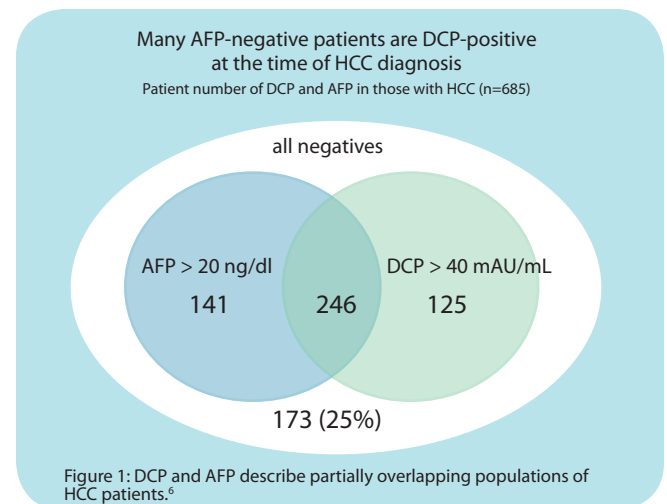 Many AFP-negative patients are DCP-positive
at the time of HCC diagnosis
Patient number of DCP and AFP in those with HCC (n=685)
all negatives
AFP > 20 ng/dl
DCP > 40 mAU/mL
141
246
125
173 (25%)
Figure 1: DCP and AFP describe partially overlapping populations of
HCC patients.⁶